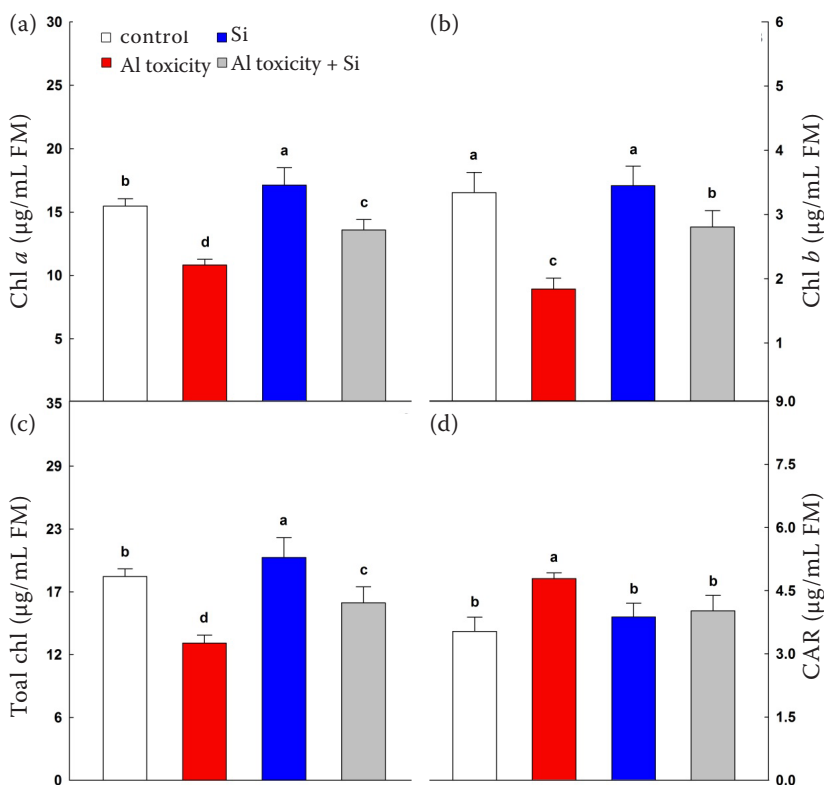 (a)
control
Si
Al toxicity
Al toxicity + Si
30
25
20
15
10
5
Chl a (µg/mL FM)
b
d
a
c
(b)
6
5
4
3
2
1
Chl b (µg/mL FM)
a
c
a
b
(c)
35
29
23
17
12
6
0
Toal chl (µg/mL FM)
b
d
a
c
(d)
9.0
7.5
6.0
4.5
3.0
1.5
0.0
CAR (µg/mL FM)
b
a
b
b